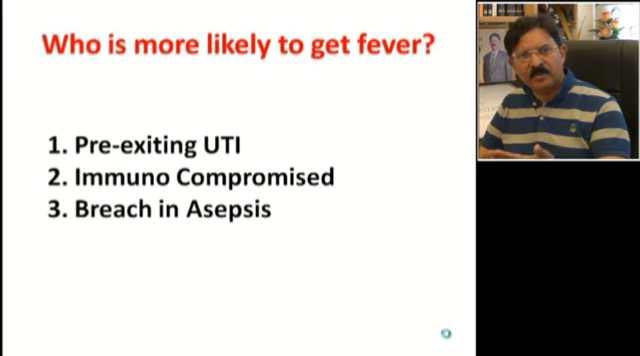 Who is more likely to get fever?
1. Pre-exiting UTI
2. Immuno Compromised
3. Breach in Asepsis